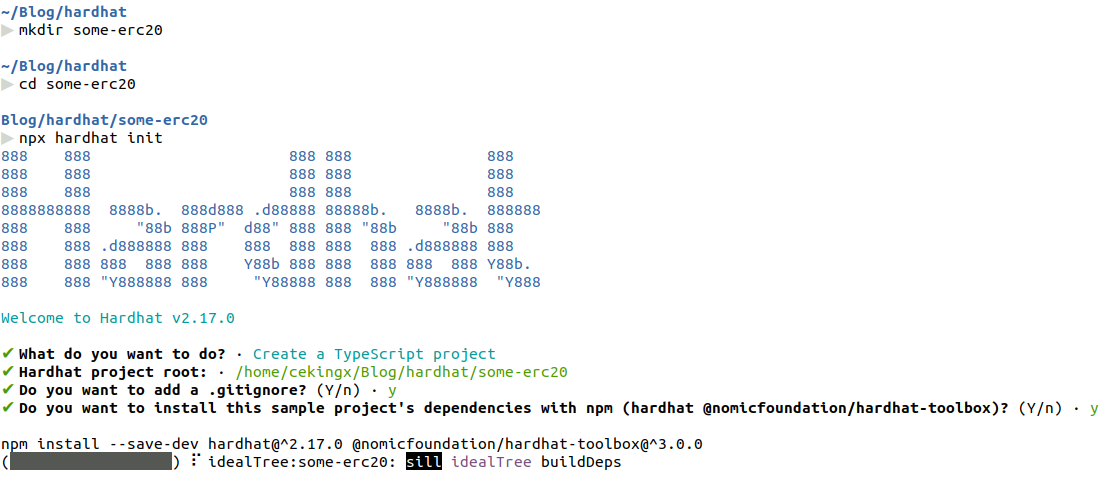 ~/Blog/hardhat
▶ mkdir some-erc20
~/Blog/hardhat
▶ cd some-erc20
Blog/hardhat/some-erc20
▶ npx hardhat init
888    888                      888 888               888
888    888                      888 888               888
888    888                      888 888               888
8888888888  8888b.  888d888 .d88888 88888b.   8888b.  888888
888    888     "88b 888P"  d88" 888 888 "88b     "88b 888
888    888 .d888888 888    888  888 888  888 .d888888 888
888    888 888  888 888    Y88b 888 888  888 888  888 Y88b.
888    888 "Y888888 888     "Y88888 888  888 "Y888888  "Y888
Welcome to Hardhat v2.17.0
✔ What do you want to do? · Create a TypeScript project
✔ Hardhat project root: · /home/cekingx/Blog/hardhat/some-erc20
✔ Do you want to add a .gitignore? (Y/n) · y
✔ Do you want to install this sample project's dependencies with npm (hardhat @nomicfoundation/hardhat-toolbox)? (Y/n) · y
npm install --save-dev hardhat@^2.17.0 @nomicfoundation/hardhat-toolbox@^3.0.0
(                  ) ⠏ idealTree:some-erc20: sill idealTree buildDeps